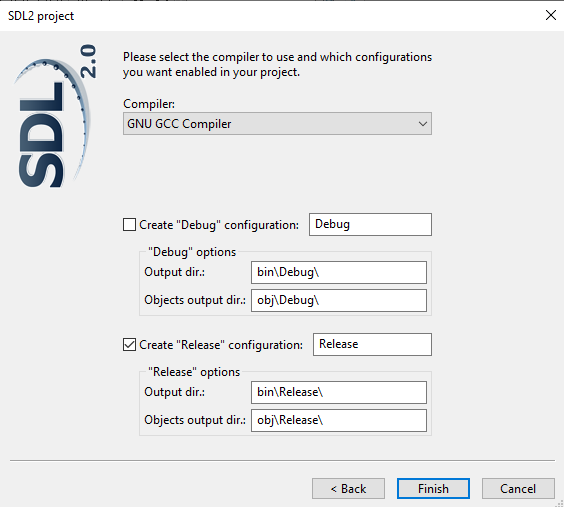 SDL2 project
SDL 2.0
Please select the compiler to use and which configurations
you want enabled in your project.
Compiler:
GNU GCC Compiler
Create "Debug" configuration: Debug
"Debug" options
Output dir.: bin\Debug\
Objects output dir.: obj\Debug\
Create "Release" configuration: Release
"Release" options
Output dir.: bin\Release\
Objects output dir.: obj\Release\
< Back Finish Cancel